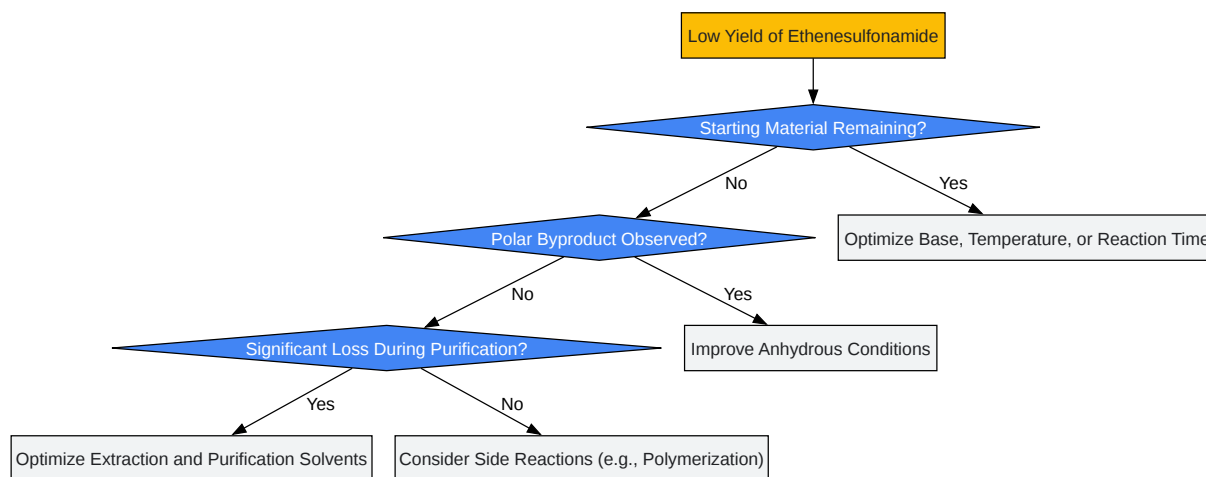 Low Yield of Ethenesulfonamide
Starting Material Remaining?
No
Yes
Polar Byproduct Observed?
Optimize Base, Temperature, or Reaction Time
No
Yes
Significant Loss During Purification?
Improve Anhydrous Conditions
Yes
No
Optimize Extraction and Purification Solvents
Consider Side Reactions (e.g., Polymerization)